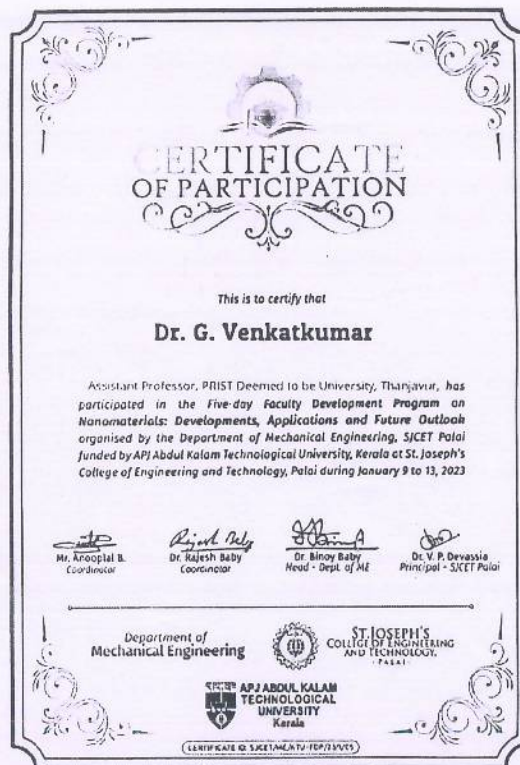 CERTIFICATE
OF PARTICIPATION
This is to certify that
Dr. G. Venkatkumar
Assistant Professor, PRIST Deemed to be University, Thanjavur, has
participated in the Five-day Faculty Development Program on
Nanomaterials: Developments, Applications and Future Outlook
organised by the Department of Mechanical Engineering, SJCET Palai
funded by APJ Abdul Kalam Technological University, Kerala at St. Joseph's
College of Engineering and Technology, Palai during January 9 to 13, 2023
Mr. Anooplal B.
Coordinator
Dr. Rajesh Baby
Coordinator
Dr. Binoy Baby
Head - Dept. of ME
Dr. V. P. Devassia
Principal - SJCET Palai
Department of
Mechanical Engineering
ST. JOSEPH'S
COLLEGE OF ENGINEERING
AND TECHNOLOGY,
- PALAI -
APJ ABDUL KALAM
TECHNOLOGICAL
UNIVERSITY
Kerala
CERTIFICATE ID: